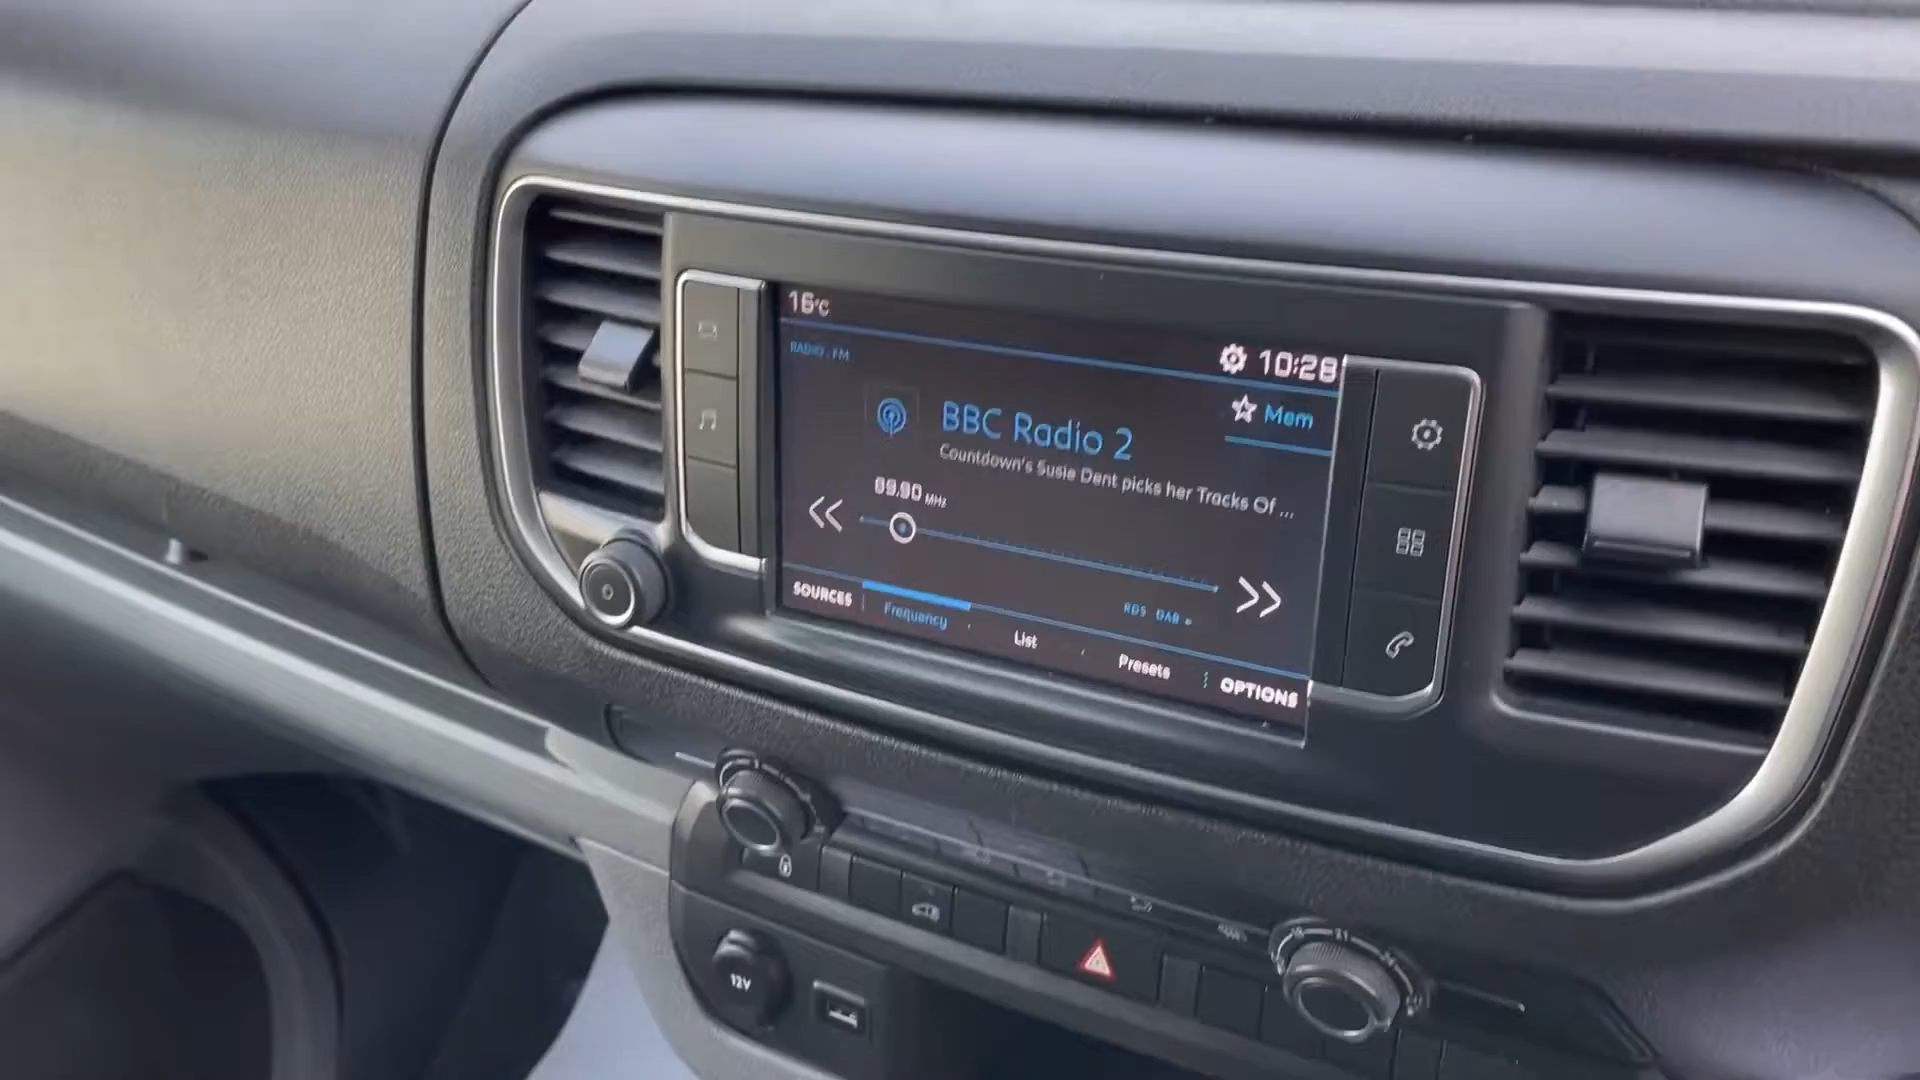 16°C
10:28
RADIO . FM
Mem
BBC Radio 2
Countdown's Susie Dent picks her Tracks Of ...
89.90 MHz
RDS DAB
SOURCES
Frequency
List
Presets
OPTIONS
12V
21